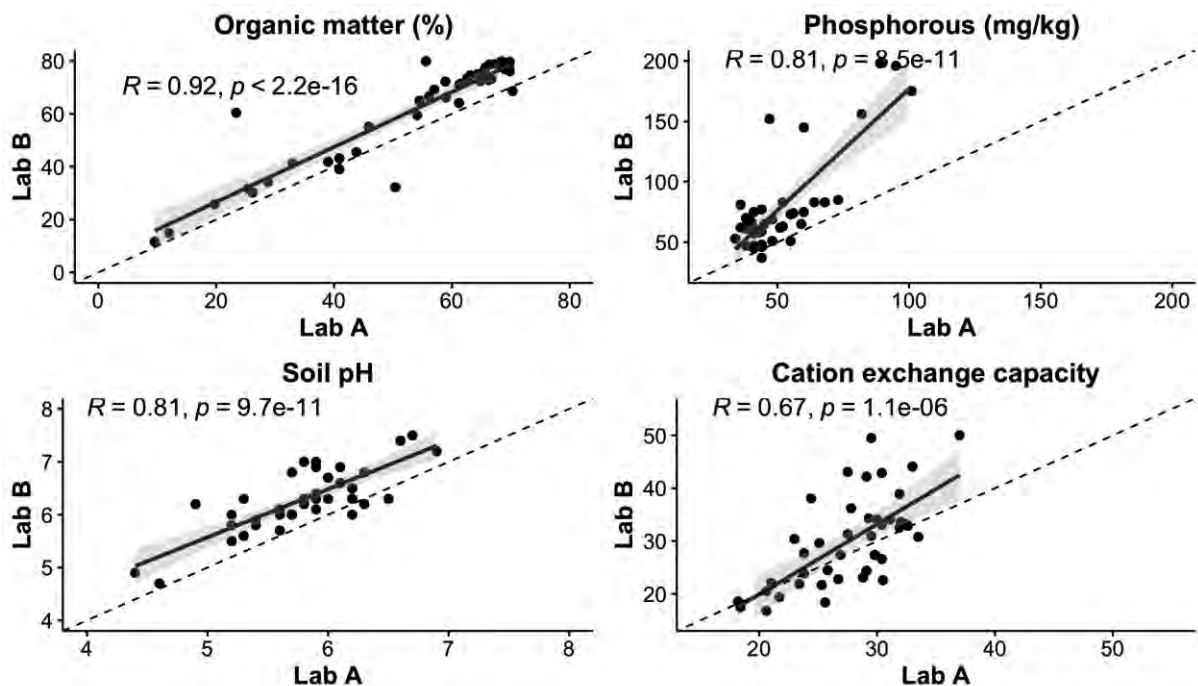 Organic matter (%)
R = 0.92, p < 2.2e-16
Lab B
80
60
40
20
0
0 20 40 60 80
Lab A
Phosphorous (mg/kg)
R = 0.81, p = 8.5e-11
Lab B
200
150
100
50
50 100 150 200
Lab A
Soil pH
R = 0.81, p = 9.7e-11
Lab B
8
7
6
5
4
4 5 6 7 8
Lab A
Cation exchange capacity
R = 0.67, p = 1.1e-06
Lab B
50
40
30
20
20 30 40 50
Lab A